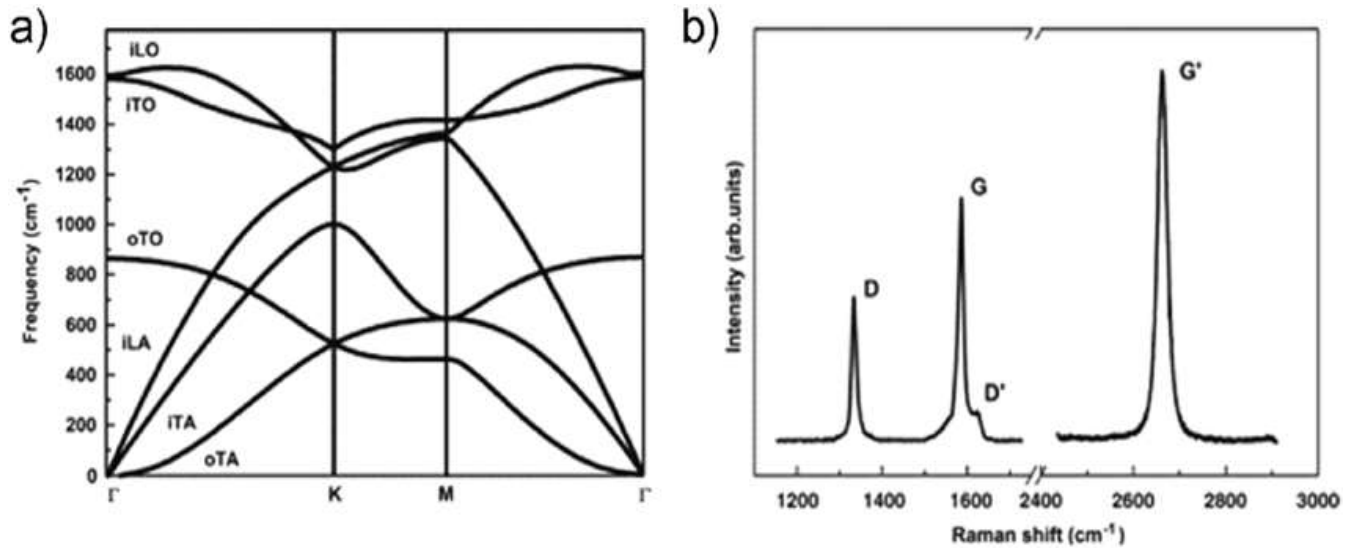 a)
Frequency (cm⁻¹)
1600
1400
1200
1000
800
600
400
200
0
iLO
iTO
oTO
iLA
iTA
oTA
Γ K M Γ
b)
Intensity (arb.units)
D
G
D'
G'
1200 1400 1600 2400 2600 2800 3000
Raman shift (cm⁻¹)